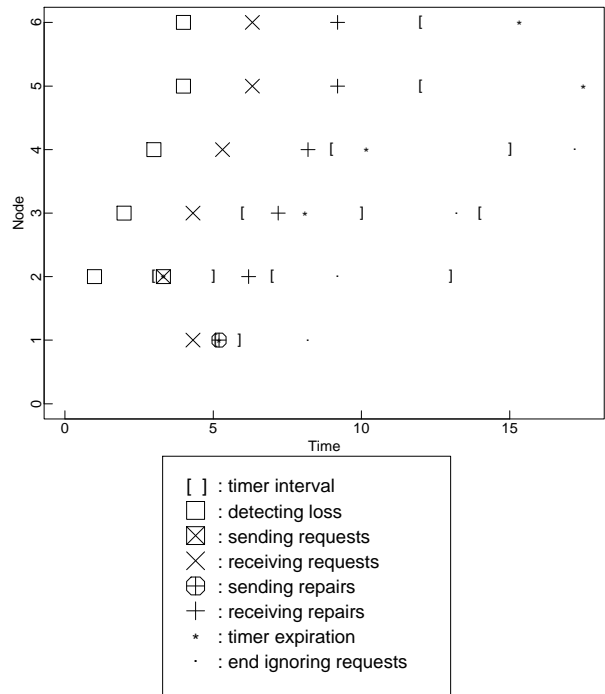 6
5
4
3
2
1
0
Node
0 5 10 15
Time
[ ] : timer interval
: detecting loss
: sending requests
: receiving requests
: sending repairs
: receiving repairs
* : timer expiration
· : end ignoring requests